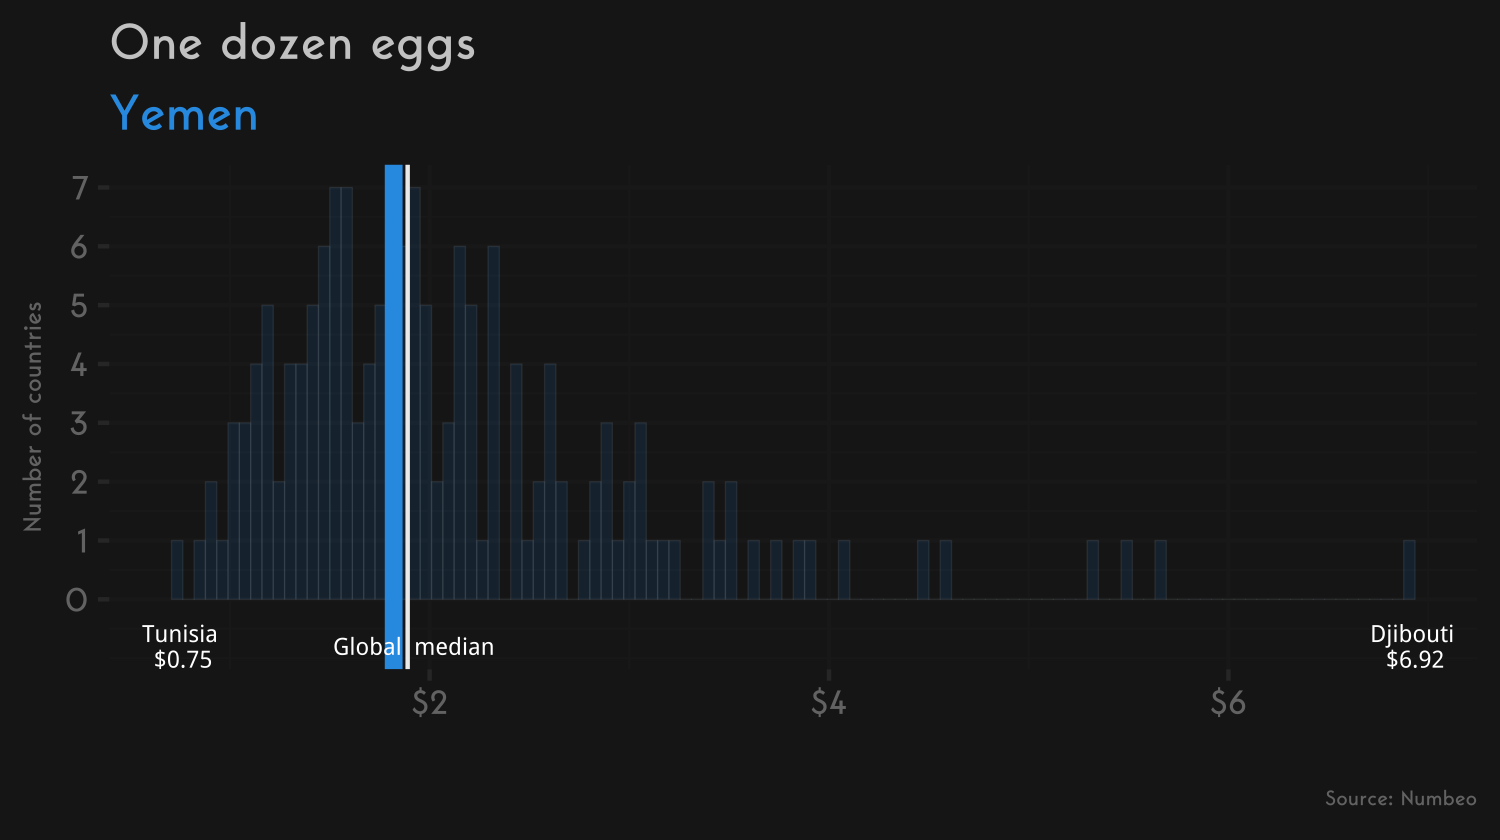 One dozen eggs
Yemen
Number of countries
7
6
5
4
3
2
1
0
Tunisia
$0.75
Global median
Djibouti
$6.92
$2
$4
$6
Source: Numbeo